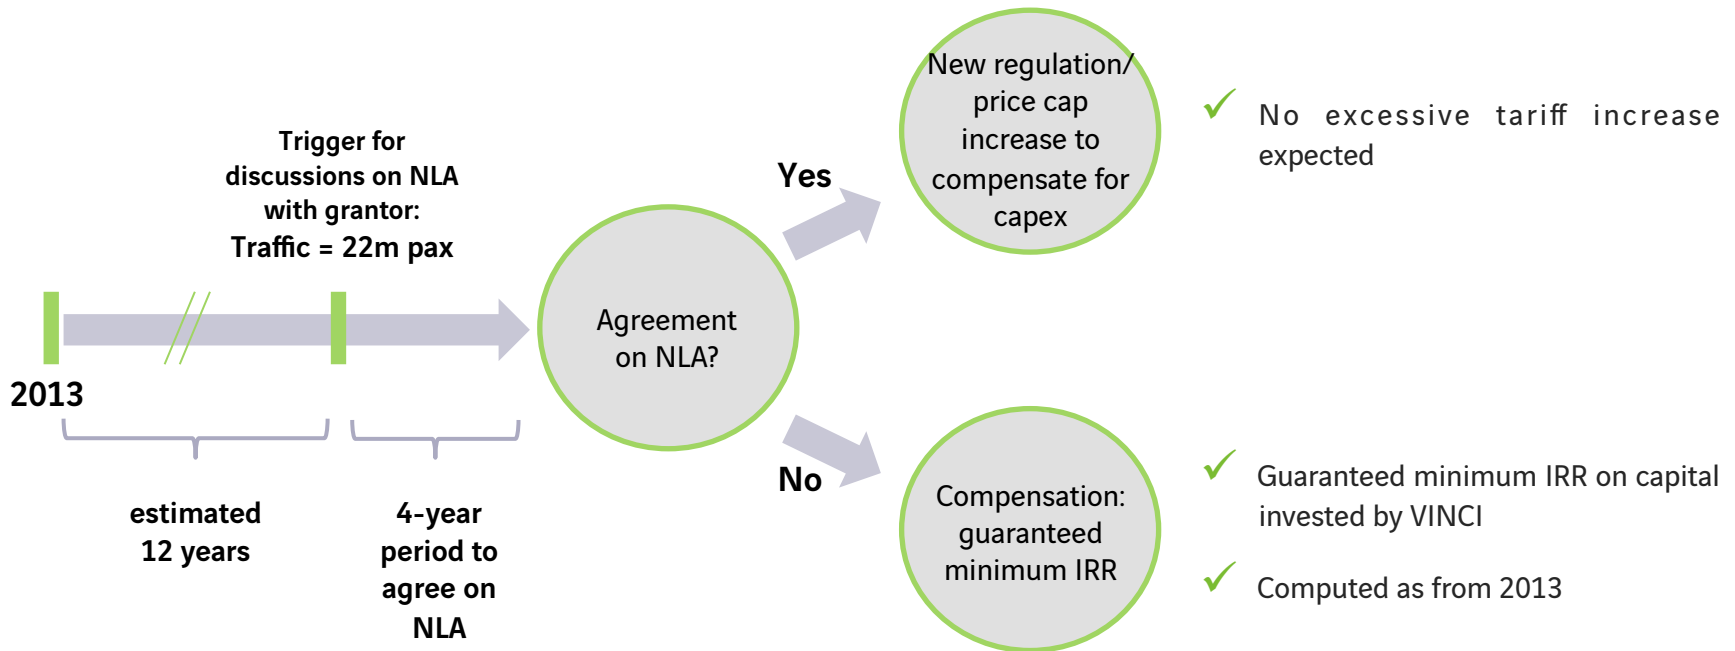 Trigger for
discussions on NLA
with grantor:
Traffic = 22m pax
2013
estimated
12 years
4-year
period to
agree on
NLA
Agreement
on NLA?
Yes
New regulation/
price cap
increase to
compensate for
capex
No excessive tariff increase
expected
No
Compensation:
guaranteed
minimum IRR
Guaranteed minimum IRR on capital
invested by VINCI
Computed as from 2013